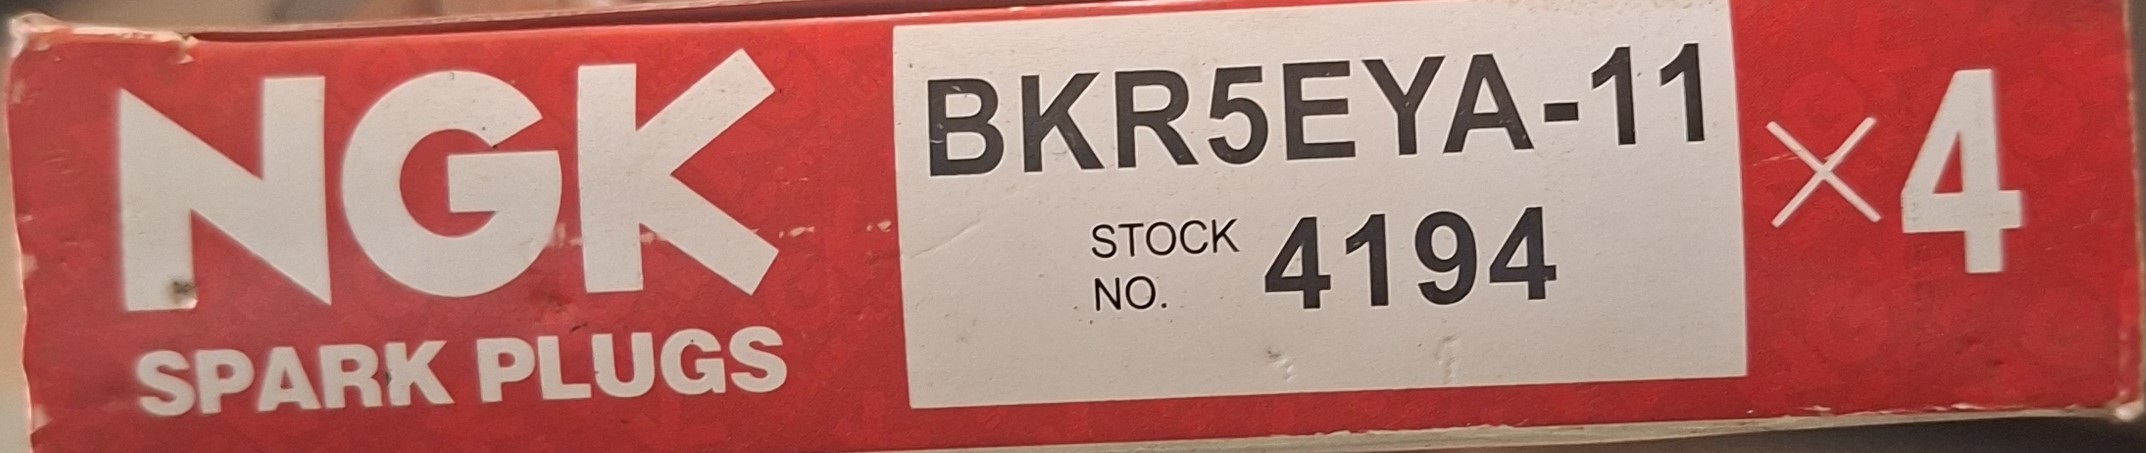 NGK
SPARK PLUGS
BKR5EYA-11
STOCK
NO. 4194
×4